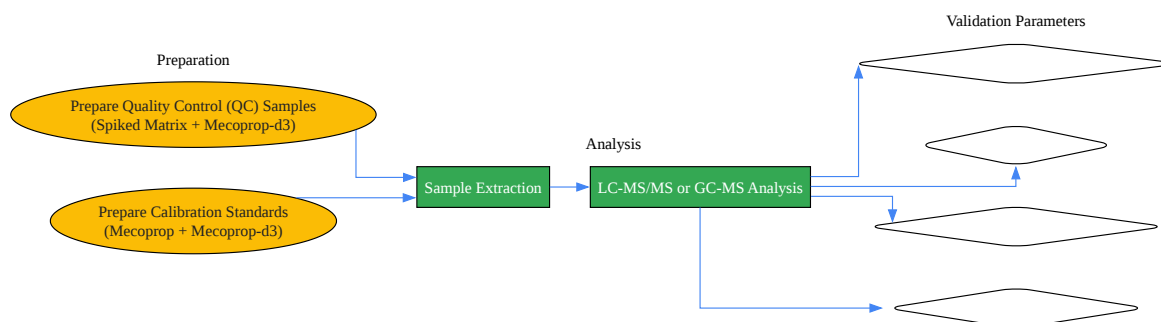 Validation Parameters
Preparation
Prepare Quality Control (QC) Samples
(Spiked Matrix + Mecoprop-d3)
Analysis
Sample Extraction
LC-MS/MS or GC-MS Analysis
Prepare Calibration Standards
(Mecoprop + Mecoprop-d3)